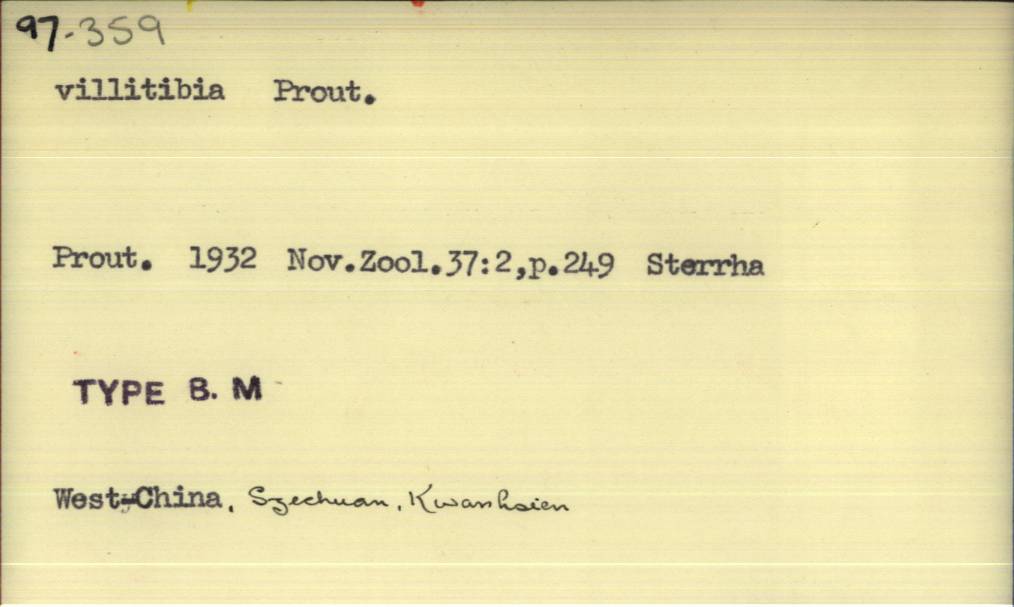 97-359
villitibia Prout.
Prout. 1932 Nov.Zool.37:2,p.249 Sterrha
TYPE B. M
West-China, Szechuan, Kwanhsien